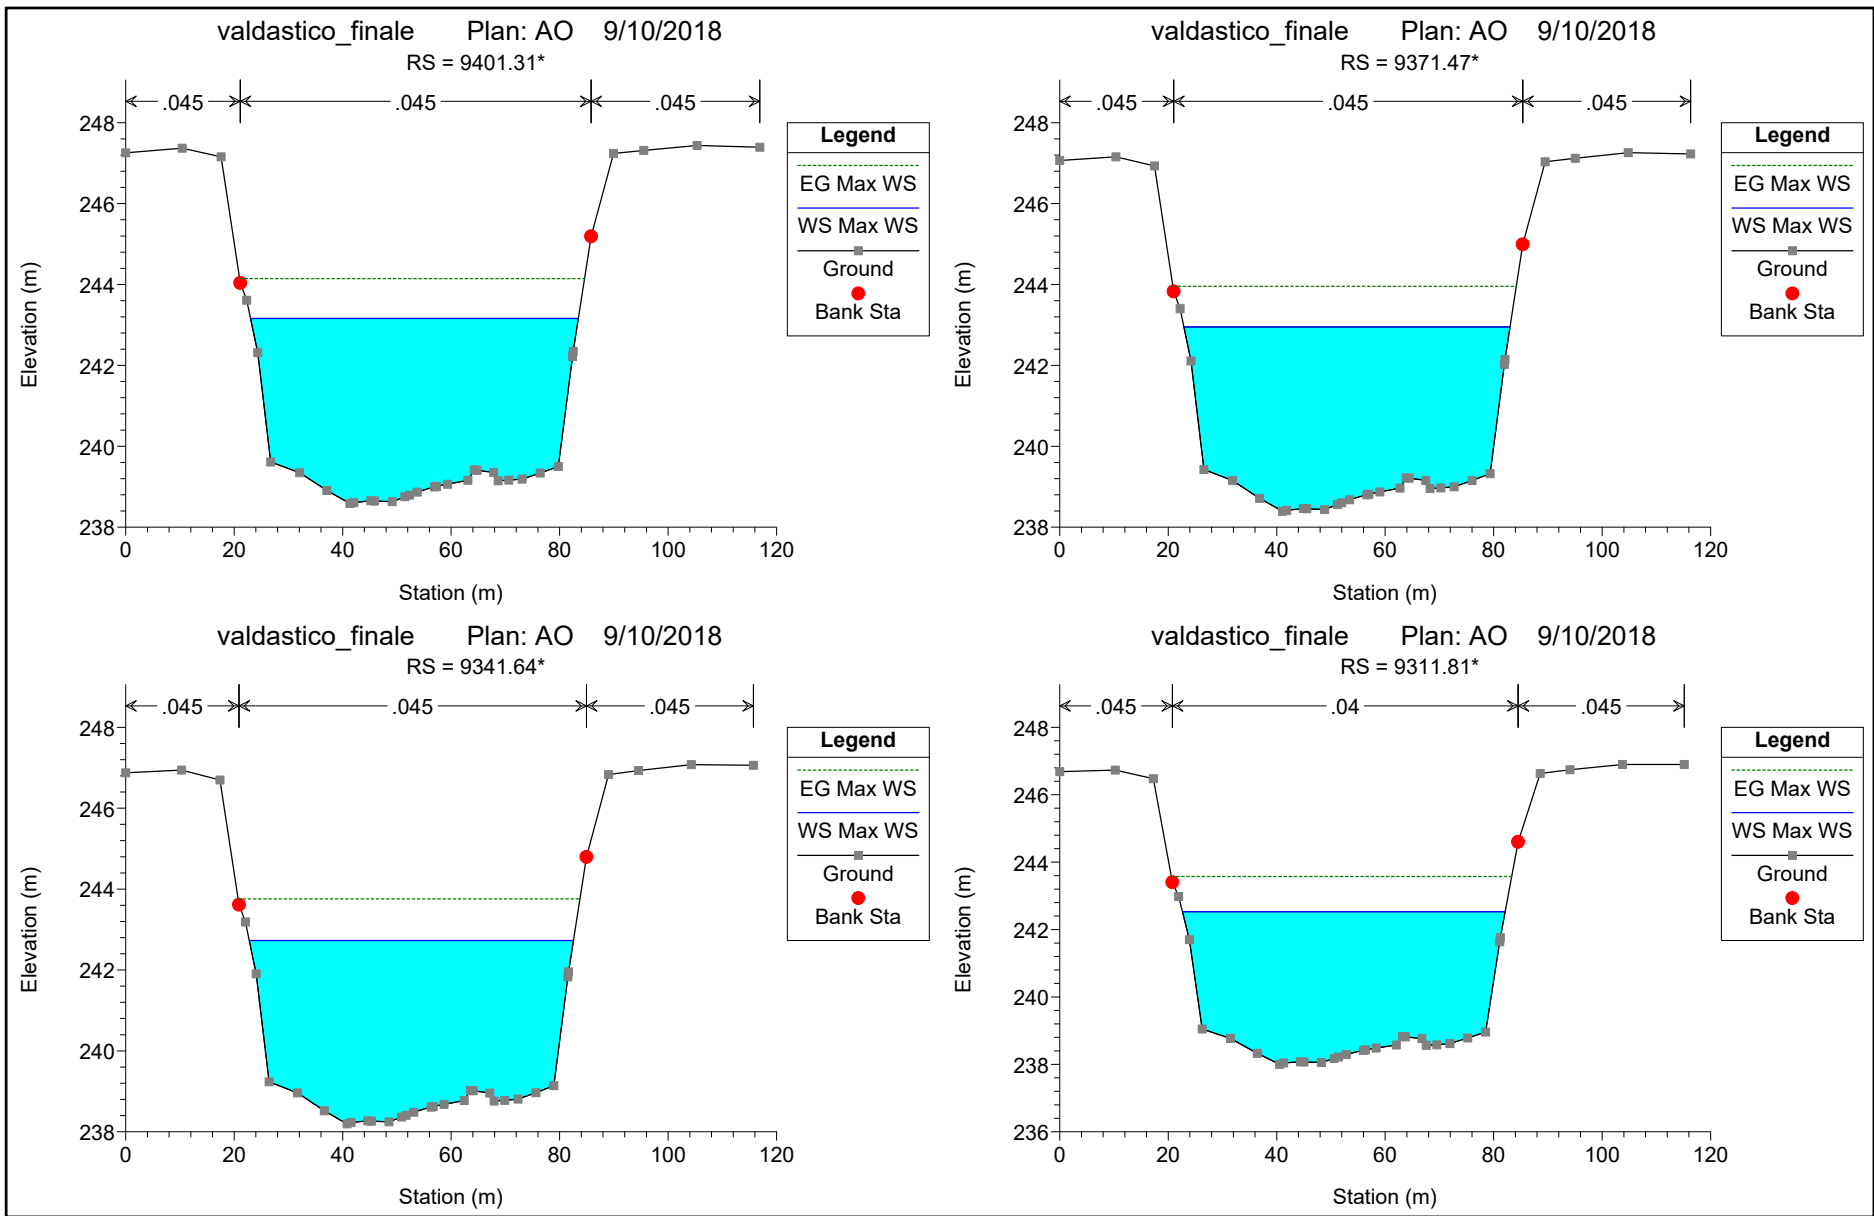 valdastico_finale Plan: AO 9/10/2018
RS = 9401.31*
.045 .045 .045
248
246
244
242
240
238
0 20 40 60 80 100 120
Station (m)
Elevation (m)
Legend
EG Max WS
WS Max WS
Ground
Bank Sta
valdastico_finale Plan: AO 9/10/2018
RS = 9371.47*
.045 .045 .045
248
246
244
242
240
238
0 20 40 60 80 100 120
Station (m)
Elevation (m)
Legend
EG Max WS
WS Max WS
Ground
Bank Sta
valdastico_finale Plan: AO 9/10/2018
RS = 9341.64*
.045 .045 .045
248
246
244
242
240
238
0 20 40 60 80 100 120
Station (m)
Elevation (m)
Legend
EG Max WS
WS Max WS
Ground
Bank Sta
valdastico_finale Plan: AO 9/10/2018
RS = 9311.81*
.045 .04 .045
248
246
244
242
240
238
236
0 20 40 60 80 100 120
Station (m)
Elevation (m)
Legend
EG Max WS
WS Max WS
Ground
Bank Sta